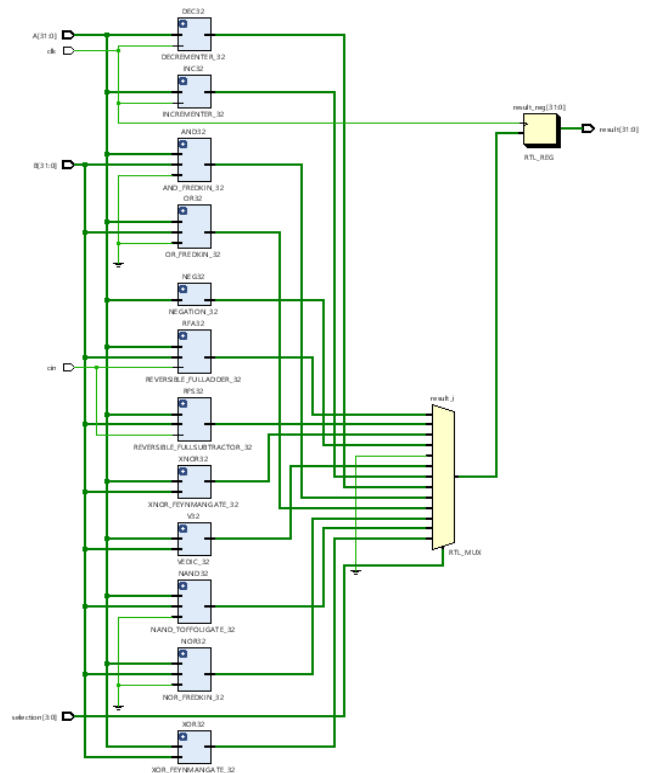 DEC32
A[31:0]
clk
DECREMENTER_32
INC32
INCREMENTER_32
result_reg[31:0]
result[31:0]
RTL_REG
AND32
B[31:0]
AND_FREDKIN_32
OR32
OR_FREDKIN_32
NEG32
NEGATION_32
RFA32
cin
REVERSIBLE_FULLADDER_32
RFS32
result_i
REVERSIBLE_FULLSUBTRACTOR_32
XNOR32
XNOR_FEYNMANGATE_32
V32
RTL_MUX
VEDIC_32
NAND32
NAND_TOFFOLIGATE_32
NOR32
NOR_FREDKIN_32
selection[3:0]
XOR32
XOR_FEYNMANGATE_32